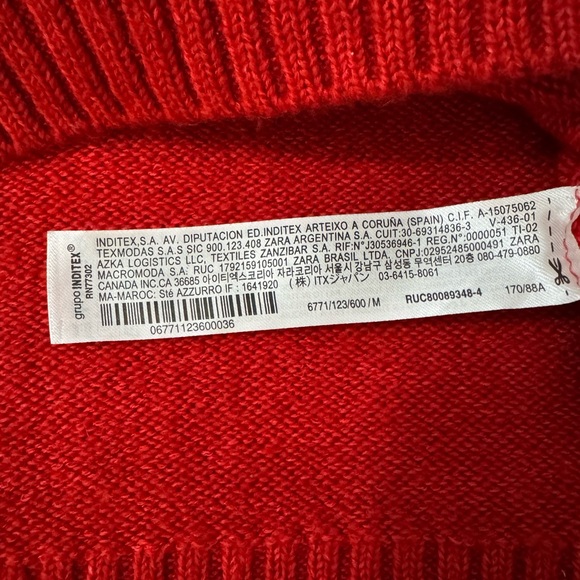 grupo INDITEX®
RN77302
INDITEX,S.A. AV. DIPUTACION ED.INDITEX ARTEIXO A CORUÑA (SPAIN) C.I.F. A-15075062
TEXMODAS S.A.S SIC 900.123.408 ZARA ARGENTINA S.A. CUIT:30-69314836-3 V-436-01
AZKA LOGISTICS LLC, TEXTILES ZANZIBAR S.A. RIF:N°J30536946-1 REG.N°:0000051 TI-02
MACROMODA S.A: RUC 1792159105001 ZARA BRASIL LTDA. CNPJ:02952485000491 ZARA
CANADA INC.CA 36685 아이티엑스코리아 자라코리아 서울시 강남구 삼성동 무역센터 20층 080-479-0880
MA-MAROC: Sté AZZURRO IF : 1641920 (株) ITXジャパン 03-6415-8061
06771123600036
6771/123/600 / M
RUC80089348-4
170/88A